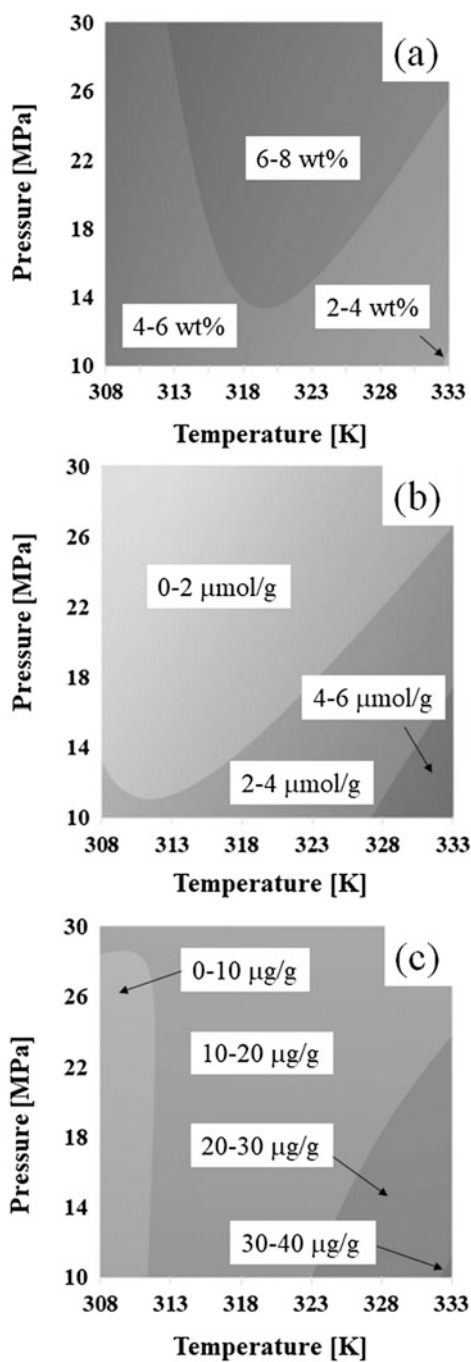 30
(a)
26
6-8 wt%
22
Pressure [MPa]
18
2-4 wt%
14
4-6 wt%
10
308 313 318 323 328 333
Temperature [K]
30
(b)
26
0-2 μmol/g
22
Pressure [MPa]
4-6 μmol/g
18
14
2-4 μmol/g
10
308 313 318 323 328 333
Temperature [K]
30
(c)
0-10 μg/g
26
10-20 μg/g
22
Pressure [MPa]
20-30 μg/g
18
14
30-40 μg/g
10
308 313 318 323 328 333
Temperature [K]